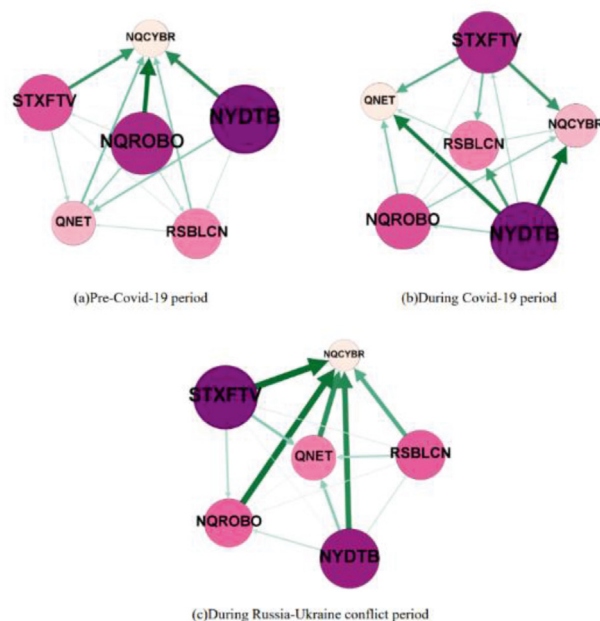 NQCYBR
STXFTV
NYDTB
NQROBO
QNET
RSBLCN
(a)Pre-Covid-19 period
STXFTV
QNET
NQCYBR
RSBLCN
NQROBO
NYDTB
(b)During Covid-19 period
NQCYBR
STXFTV
QNET
RSBLCN
NQROBO
NYDTB
(c)During Russia-Ukraine conflict period